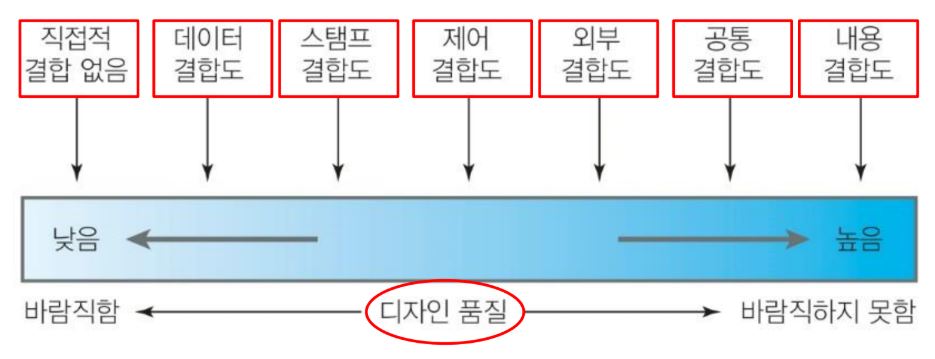 직접적
결합 없음
데이터
결합도
스탬프
결합도
제어
결합도
외부
결합도
공통
결합도
내용
결합도
낮음
높음
바람직함
디자인 품질
바람직하지 못함